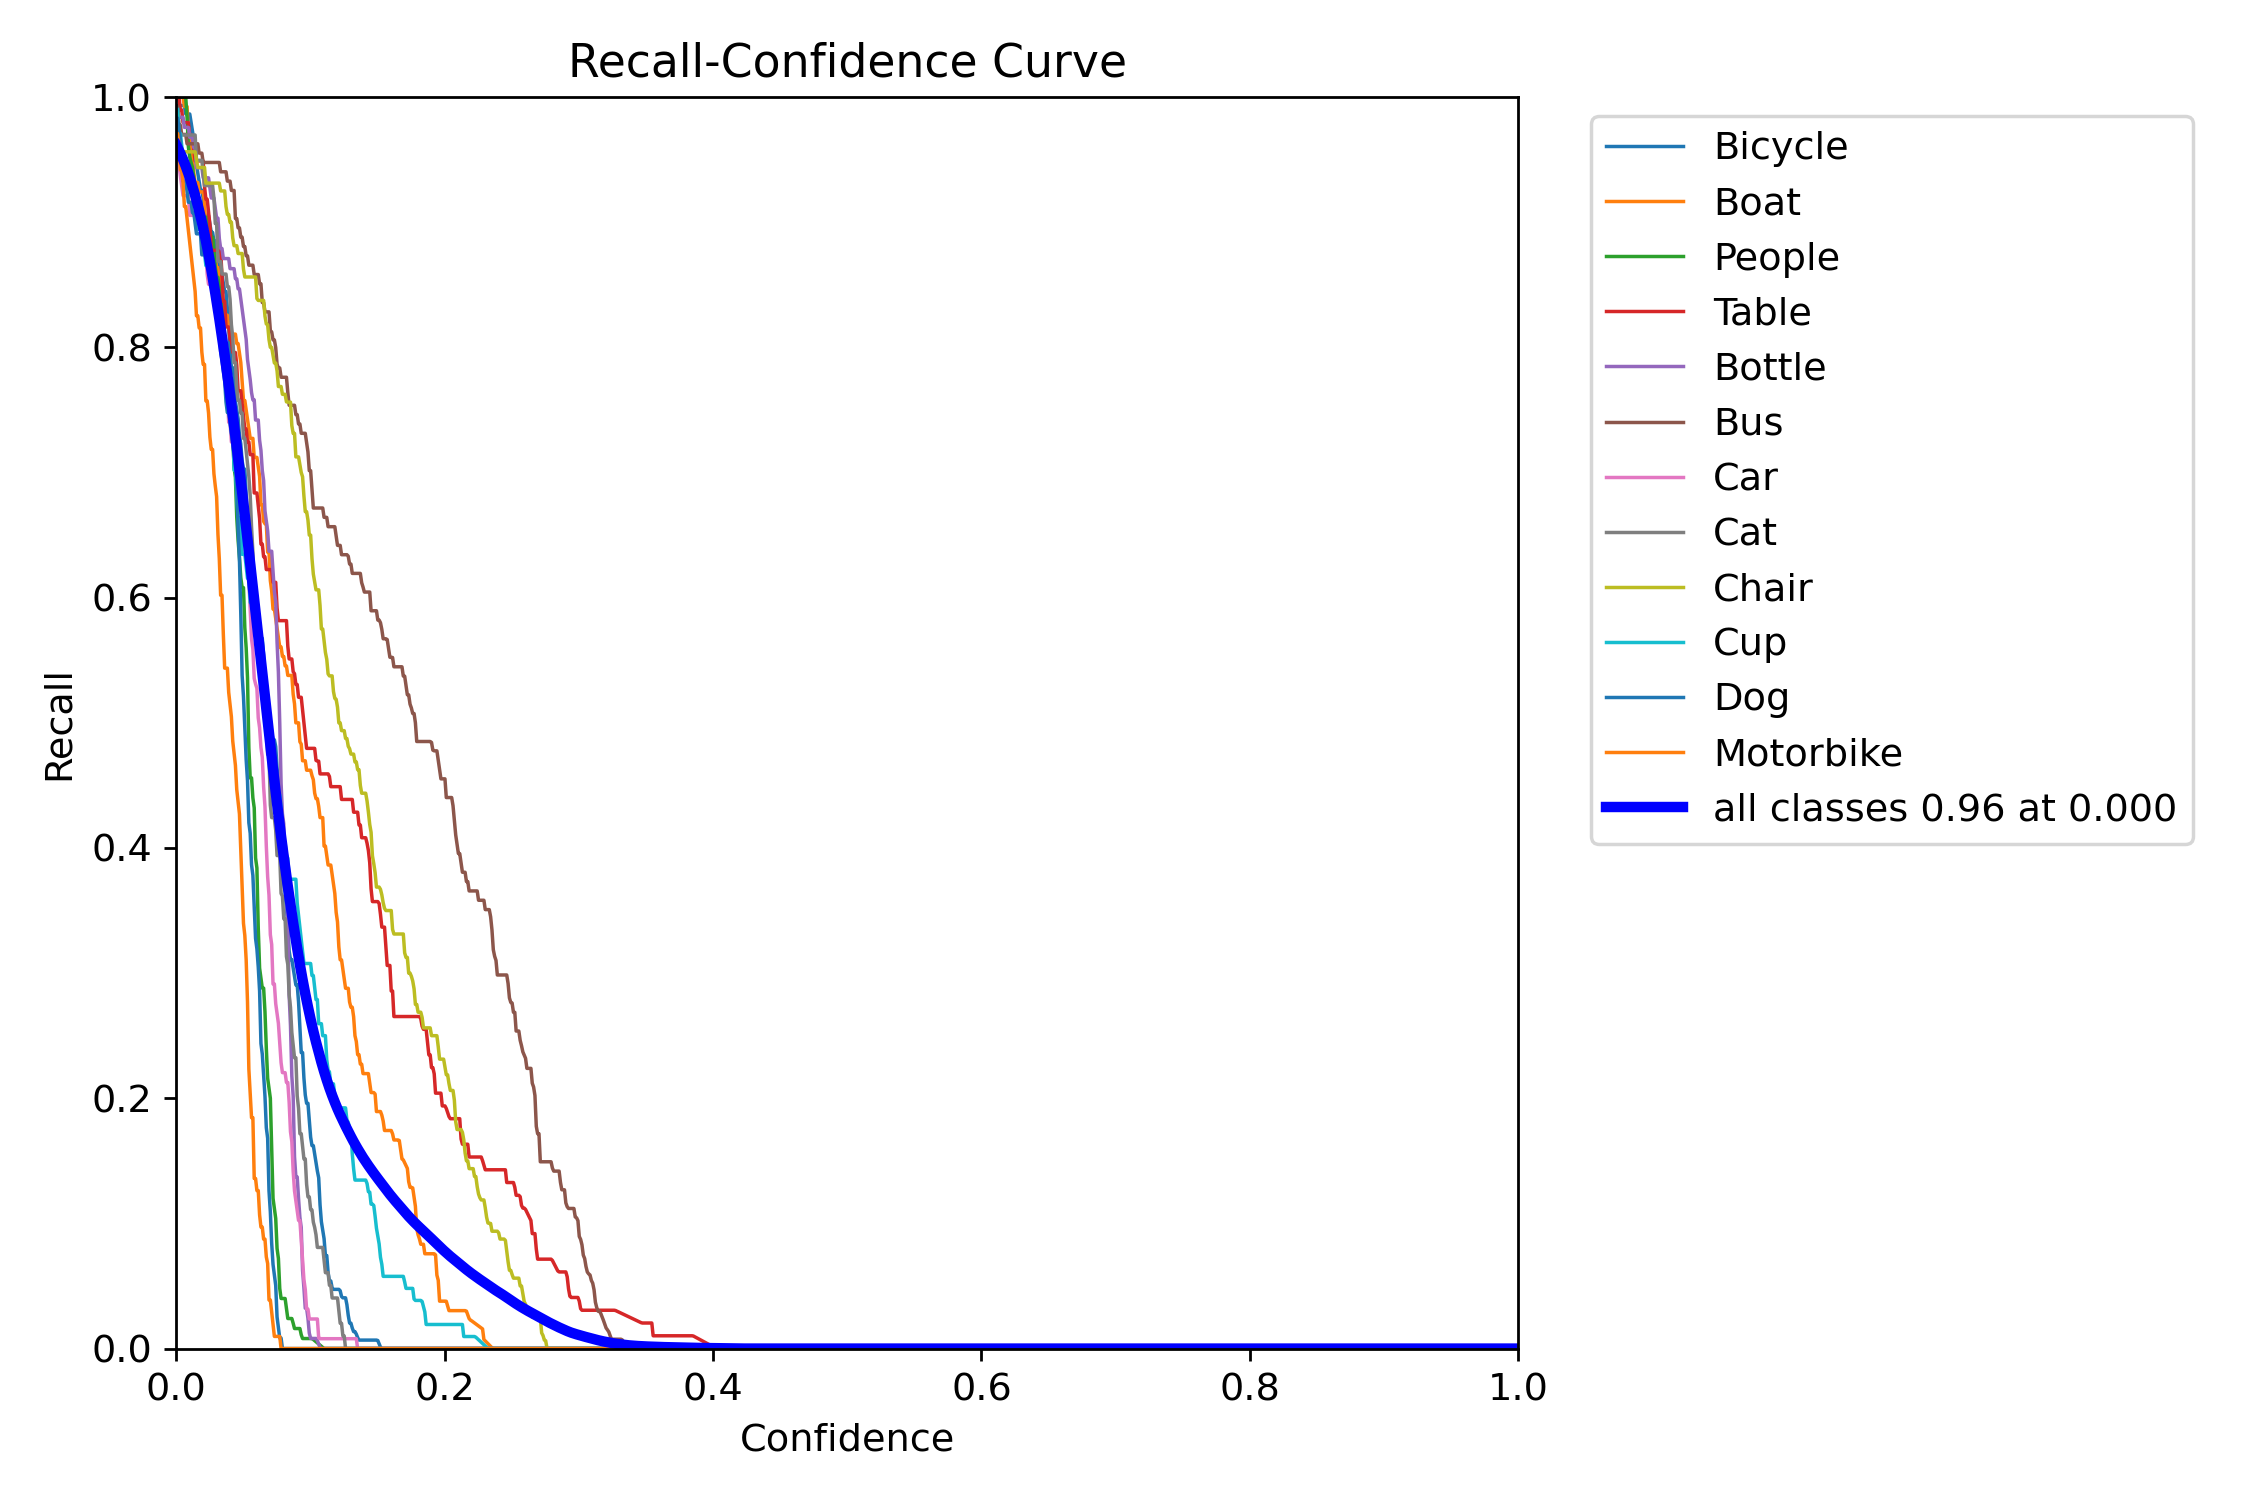 Recall-Confidence Curve
1.0
0.8
0.6
0.4
0.2
0.0
Recall
0.0 0.2 0.4 0.6 0.8 1.0
Confidence
Bicycle
Boat
People
Table
Bottle
Bus
Car
Cat
Chair
Cup
Dog
Motorbike
all classes 0.96 at 0.000